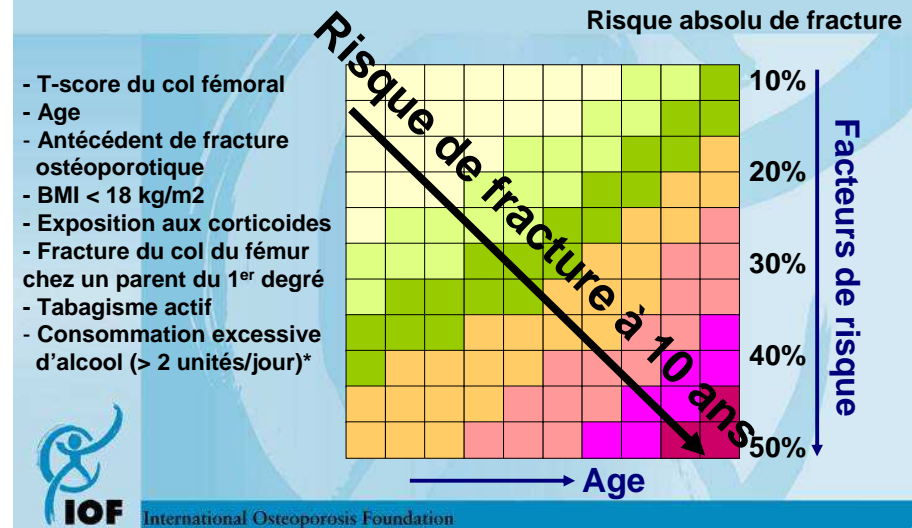 Risque absolu de fracture
- T-score du col fémoral
- Age
- Antécédent de fracture
ostéoporotique
- BMI < 18 kg/m2
- Exposition aux corticoides
- Fracture du col du fémur
chez un parent du 1er degré
- Tabagisme actif
- Consommation excessive
d'alcool (> 2 unités/jour)*
Risque de fracture à 10 ans
10%
20%
30%
40%
50%
Facteurs de risque
Age
IOF
International Osteoporosis Foundation